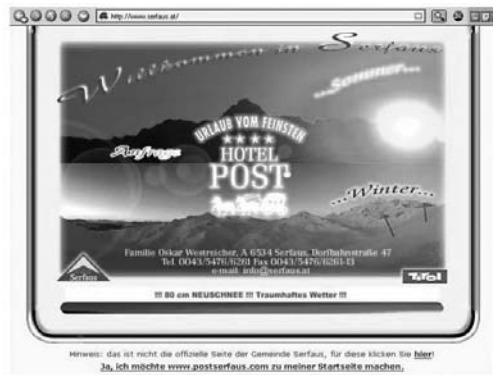 http://www.serfaus.at/
Willkommen in Serfaus
...Sommer...
URLAUB VOM FEINSTEN
Anfrage
★★★★
HOTEL
POST
...Winter...
Familie Oskar Westreicher, A 6534 Serfaus, Dorfbahnstraße 47
Tel. 0043/5476/6261 Fax 0043/5476/6261-13
e-mail: info@serfaus.at
Serfaus
Tirol
!!! 80 cm NEUSCHNEE !!! Traumhaftes Wetter !!!
Hinweis: das ist nicht die offizielle Seite der Gemeinde Serfaus, für diese klicken Sie hier!
Ja, ich möchte www.postserfaus.com zu meiner Startseite machen.